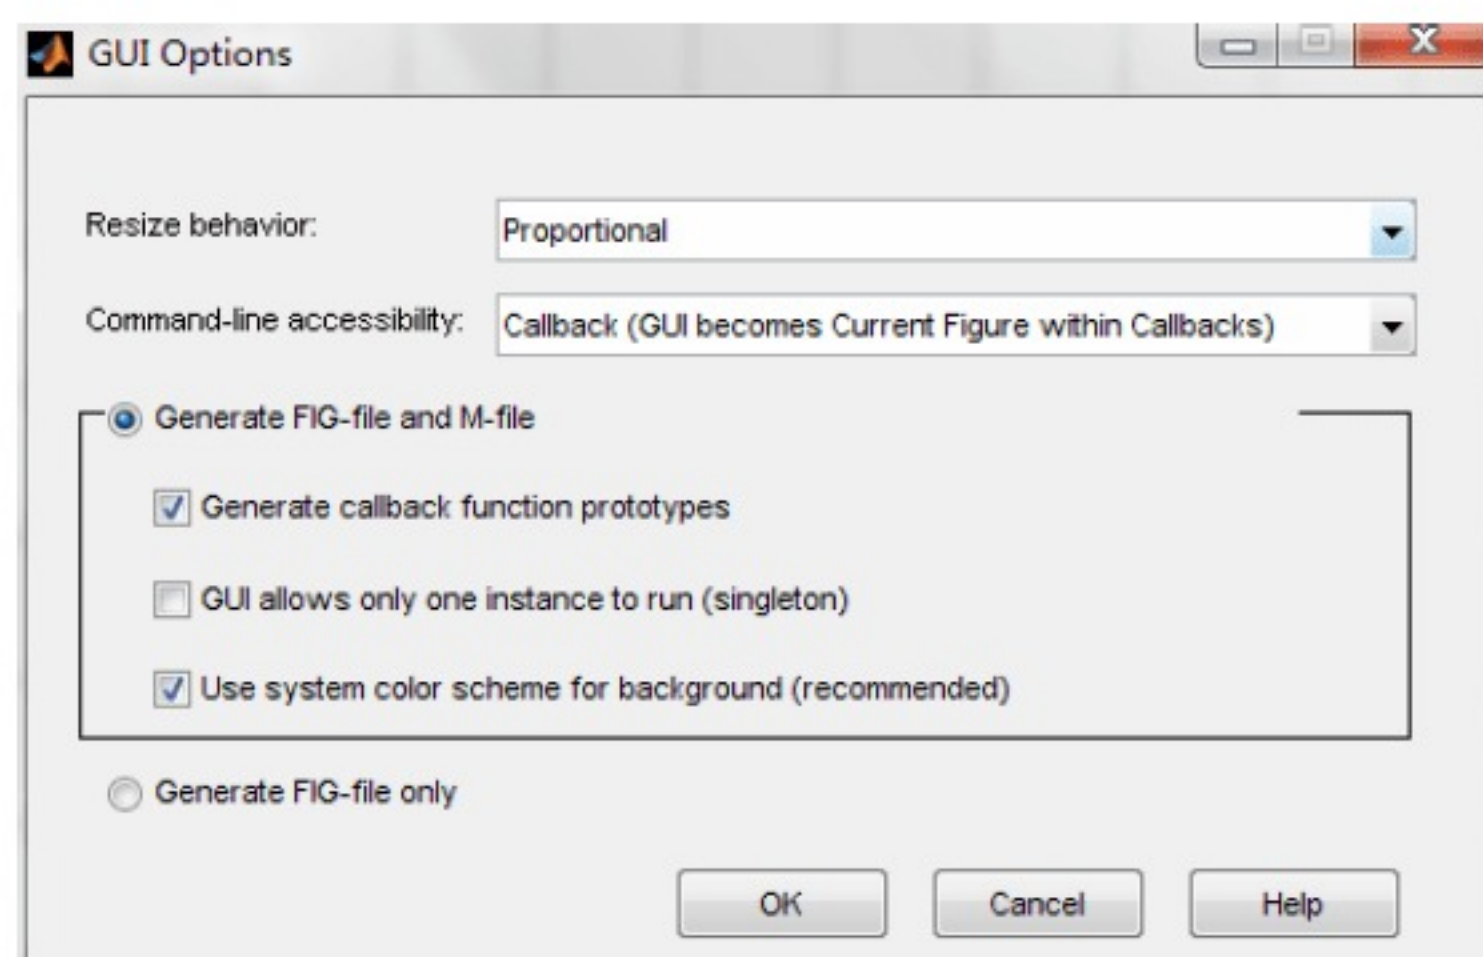 GUI Options
Resize behavior:
Proportional
Command-line accessibility:
Callback (GUI becomes Current Figure within Callbacks)
Generate FIG-file and M-file
Generate callback function prototypes
GUI allows only one instance to run (singleton)
Use system color scheme for background (recommended)
Generate FIG-file only
OK
Cancel
Help